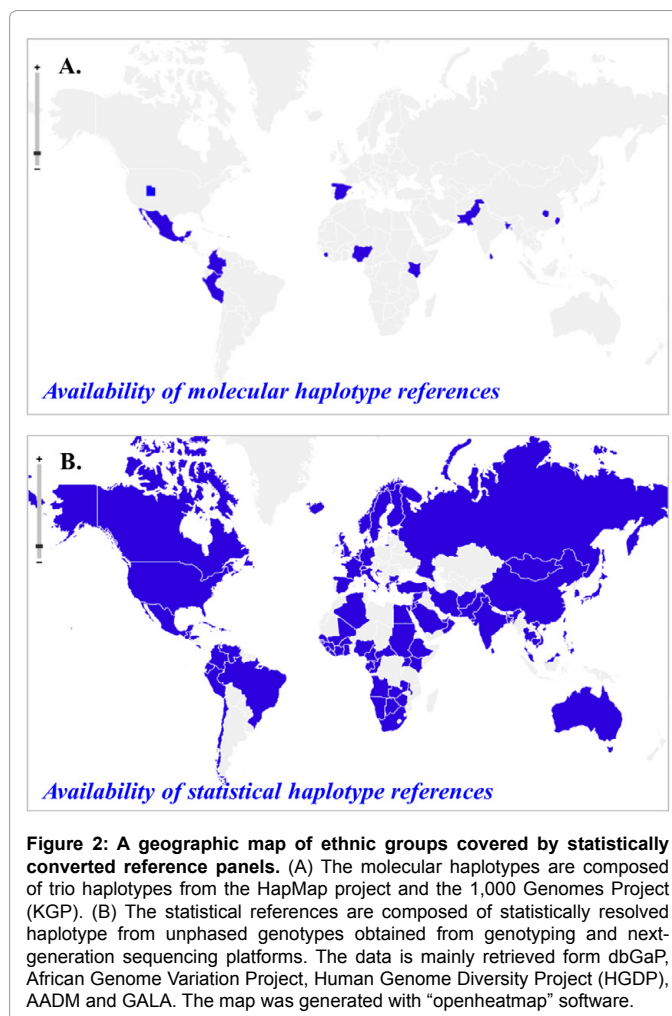 +
A.
−
Availability of molecular haplotype references
+
B.
−
Availability of statistical haplotype references
Figure 2: A geographic map of ethnic groups covered by statistically
converted reference panels. (A) The molecular haplotypes are composed
of trio haplotypes from the HapMap project and the 1,000 Genomes Project
(KGP). (B) The statistical references are composed of statistically resolved
haplotype from unphased genotypes obtained from genotyping and next-
generation sequencing platforms. The data is mainly retrieved form dbGaP,
African Genome Variation Project, Human Genome Diversity Project (HGDP),
AADM and GALA. The map was generated with “openheatmap” software.